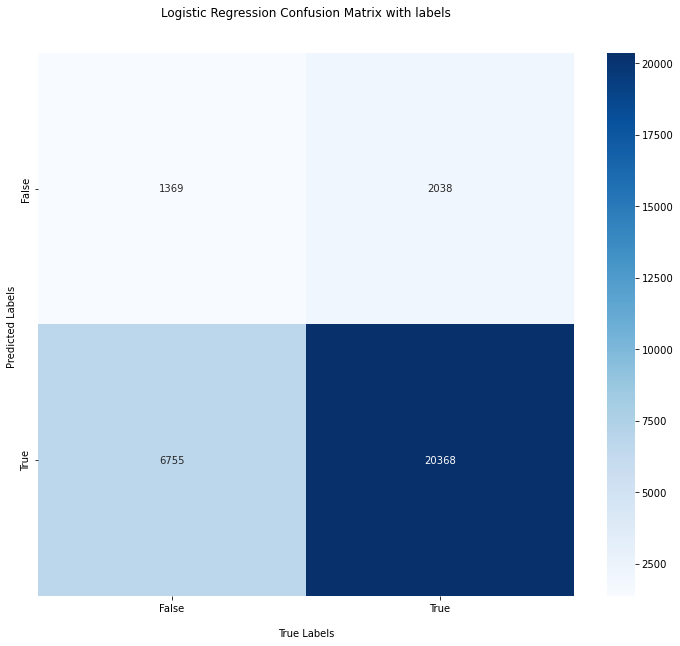 Logistic Regression Confusion Matrix with labels
Predicted Labels
False
1369
2038
True
6755
20368
False
True
True Labels
20000
17500
15000
12500
10000
7500
5000
2500